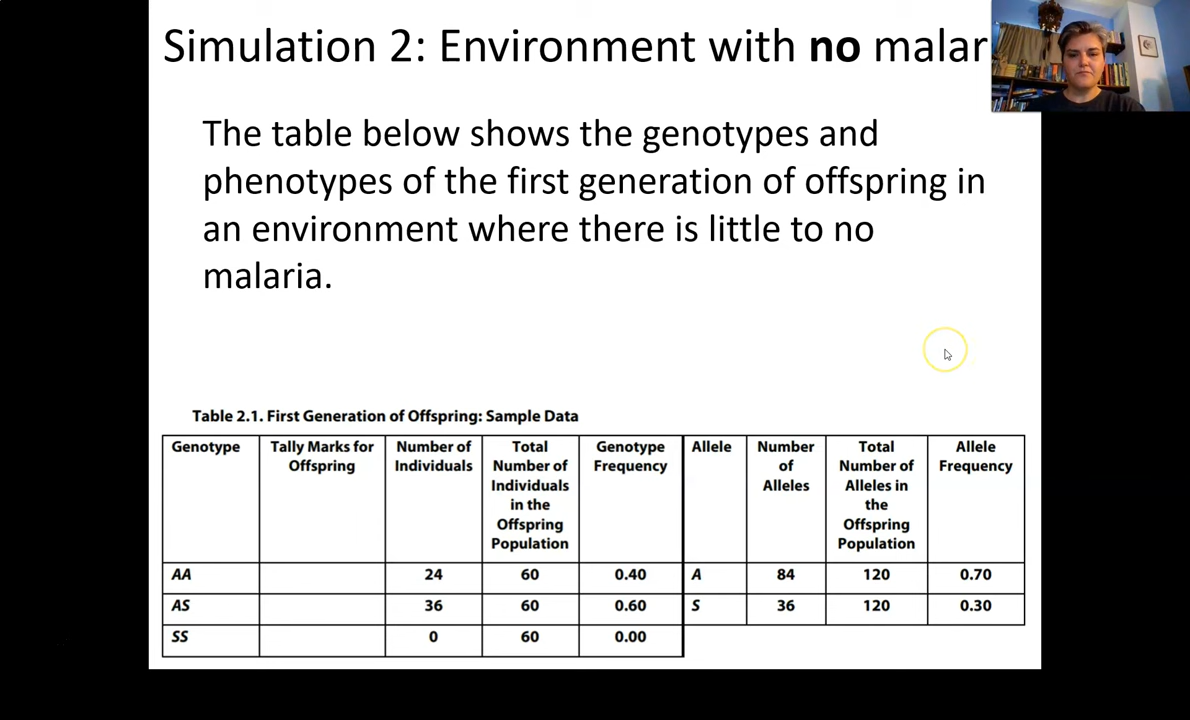 Simulation 2: Environment with no malar
The table below shows the genotypes and
phenotypes of the first generation of offspring in
an environment where there is little to no
malaria.
Table 2.1. First Generation of Offspring: Sample Data
Genotype Tally Marks for Offspring Number of Individuals Total Number of Individuals in the Offspring Population Genotype Frequency Allele Number of Alleles Total Number of Alleles in the Offspring Population Allele Frequency
AA 24 60 0.40 A 84 120 0.70
AS 36 60 0.60 S 36 120 0.30
SS 0 60 0.00